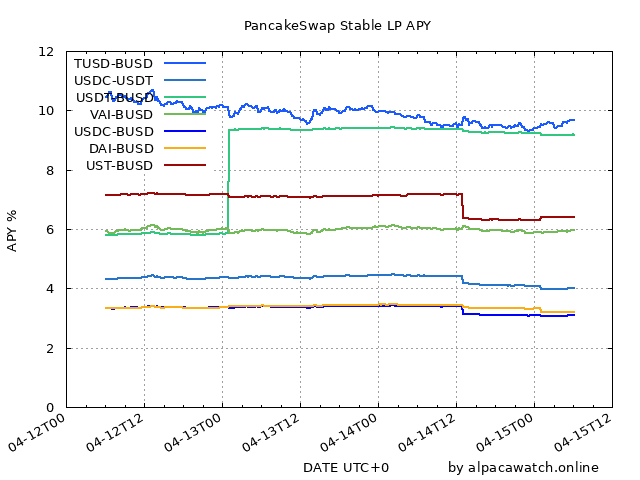 PancakeSwap Stable LP APY
12
10
8
6
4
2
0
APY %
TUSD-BUSD
USDC-USDT
USDT-BUSD
VAI-BUSD
USDC-BUSD
DAI-BUSD
UST-BUSD
04-12T00
04-12T12
04-13T00
04-13T12
04-14T00
04-14T12
04-15T00
04-15T12
DATE UTC+0
by alpacawatch.online